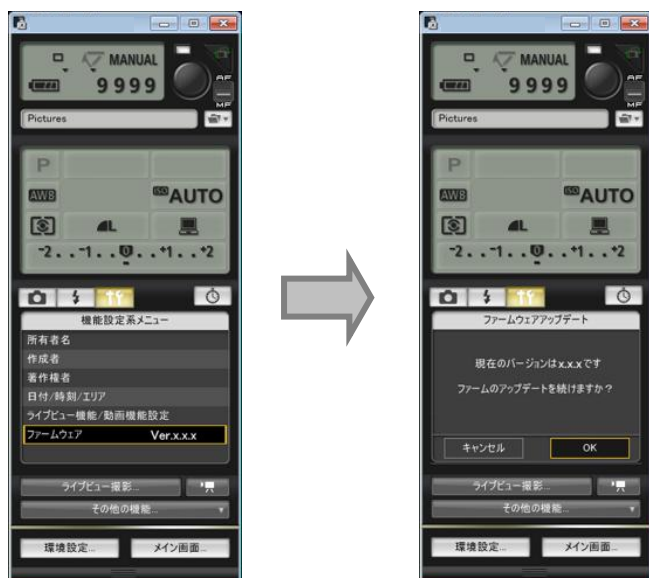 MANUAL
9999
AF
MF
Pictures
P
AWB
ISO AUTO
L
-2..-1..0..+1..+2
機能設定系メニュー
所有者名
作成者
著作権者
日付/時刻/エリア
ライブビュー機能/動画機能設定
ファームウェア Ver.x.x.x
ライブビュー撮影...
その他の機能...
環境設定... メイン画面...
MANUAL
9999
AF
MF
Pictures
P
AWB
ISO AUTO
L
-2..-1..0..+1..+2
ファームウェアアップデート
現在のバージョンはx.x.xです
ファームのアップデートを続けますか？
キャンセル OK
ライブビュー撮影...
その他の機能...
環境設定... メイン画面...